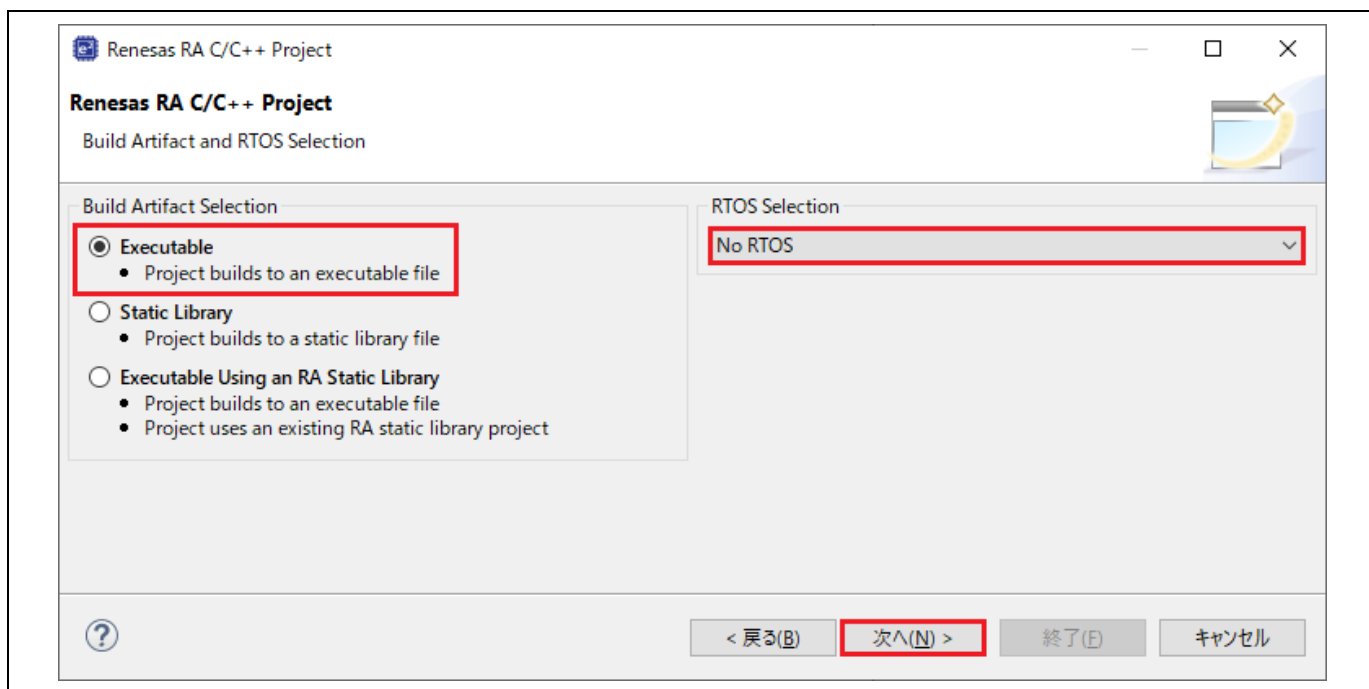 Renesas RA C/C++ Project
Renesas RA C/C++ Project
Build Artifact and RTOS Selection
Build Artifact Selection
Executable
• Project builds to an executable file
Static Library
• Project builds to a static library file
Executable Using an RA Static Library
• Project builds to an executable file
• Project uses an existing RA static library project
RTOS Selection
No RTOS
< 戻る(B)
次へ(N) >
終了(F)
キャンセル